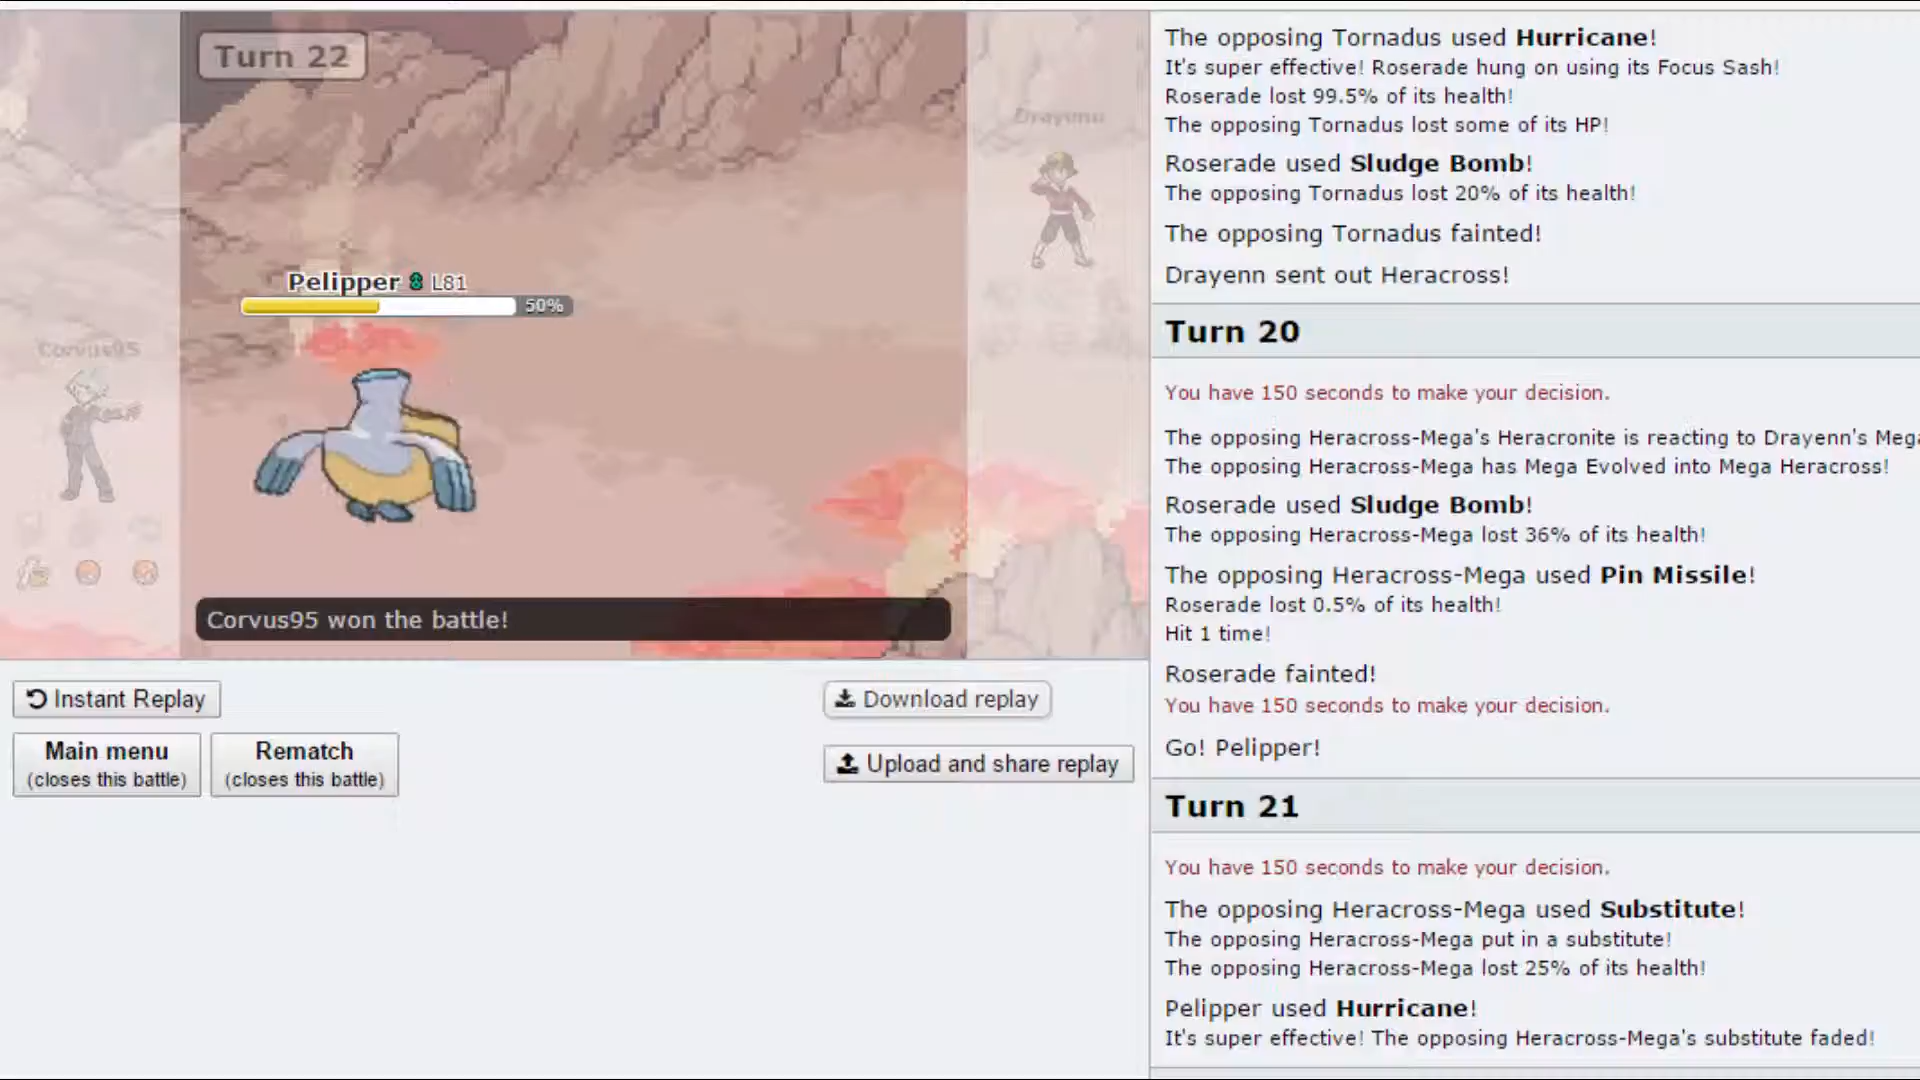 Turn 22
Drayenn
Pelipper L81
50%
Corvus95
Corvus95 won the battle!
Instant Replay
Download replay
Main menu
(closes this battle)
Rematch
(closes this battle)
Upload and share replay
The opposing Tornadus used Hurricane!
It's super effective! Roserade hung on using its Focus Sash!
Roserade lost 99.5% of its health!
The opposing Tornadus lost some of its HP!
Roserade used Sludge Bomb!
The opposing Tornadus lost 20% of its health!
The opposing Tornadus fainted!
Drayenn sent out Heracross!
Turn 20
You have 150 seconds to make your decision.
The opposing Heracross-Mega's Heracronite is reacting to Drayenn's Mega
The opposing Heracross-Mega has Mega Evolved into Mega Heracross!
Roserade used Sludge Bomb!
The opposing Heracross-Mega lost 36% of its health!
The opposing Heracross-Mega used Pin Missile!
Roserade lost 0.5% of its health!
Hit 1 time!
Roserade fainted!
You have 150 seconds to make your decision.
Go! Pelipper!
Turn 21
You have 150 seconds to make your decision.
The opposing Heracross-Mega used Substitute!
The opposing Heracross-Mega put in a substitute!
The opposing Heracross-Mega lost 25% of its health!
Pelipper used Hurricane!
It's super effective! The opposing Heracross-Mega's substitute faded!